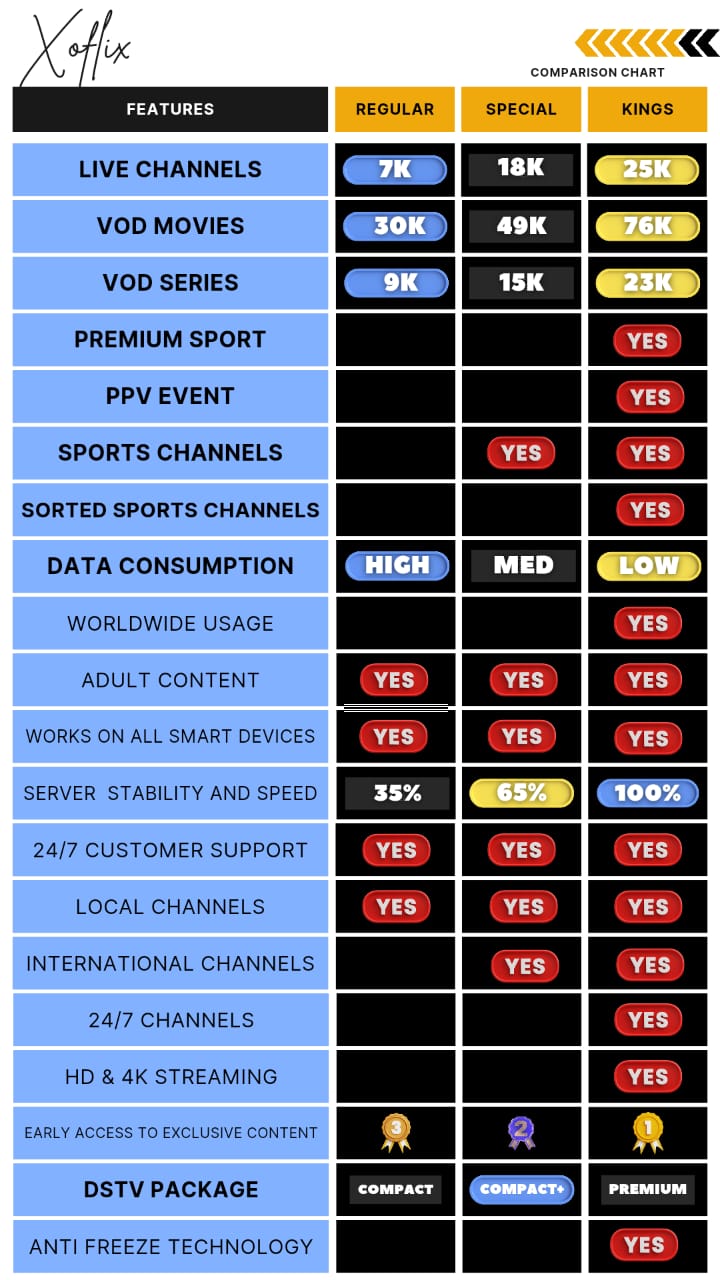 Xoflix
COMPARISON CHART
FEATURES REGULAR SPECIAL KINGS
LIVE CHANNELS 7K 18K 25K
VOD MOVIES 30K 49K 76K
VOD SERIES 9K 15K 23K
PREMIUM SPORT YES
PPV EVENT YES
SPORTS CHANNELS YES YES
SORTED SPORTS CHANNELS YES
DATA CONSUMPTION HIGH MED LOW
WORLDWIDE USAGE YES
ADULT CONTENT YES YES YES
WORKS ON ALL SMART DEVICES YES YES YES
SERVER STABILITY AND SPEED 35% 65% 100%
24/7 CUSTOMER SUPPORT YES YES YES
LOCAL CHANNELS YES YES YES
INTERNATIONAL CHANNELS YES YES
24/7 CHANNELS YES
HD & 4K STREAMING YES
EARLY ACCESS TO EXCLUSIVE CONTENT 3 2 1
DSTV PACKAGE COMPACT COMPACT+ PREMIUM
ANTI FREEZE TECHNOLOGY YES